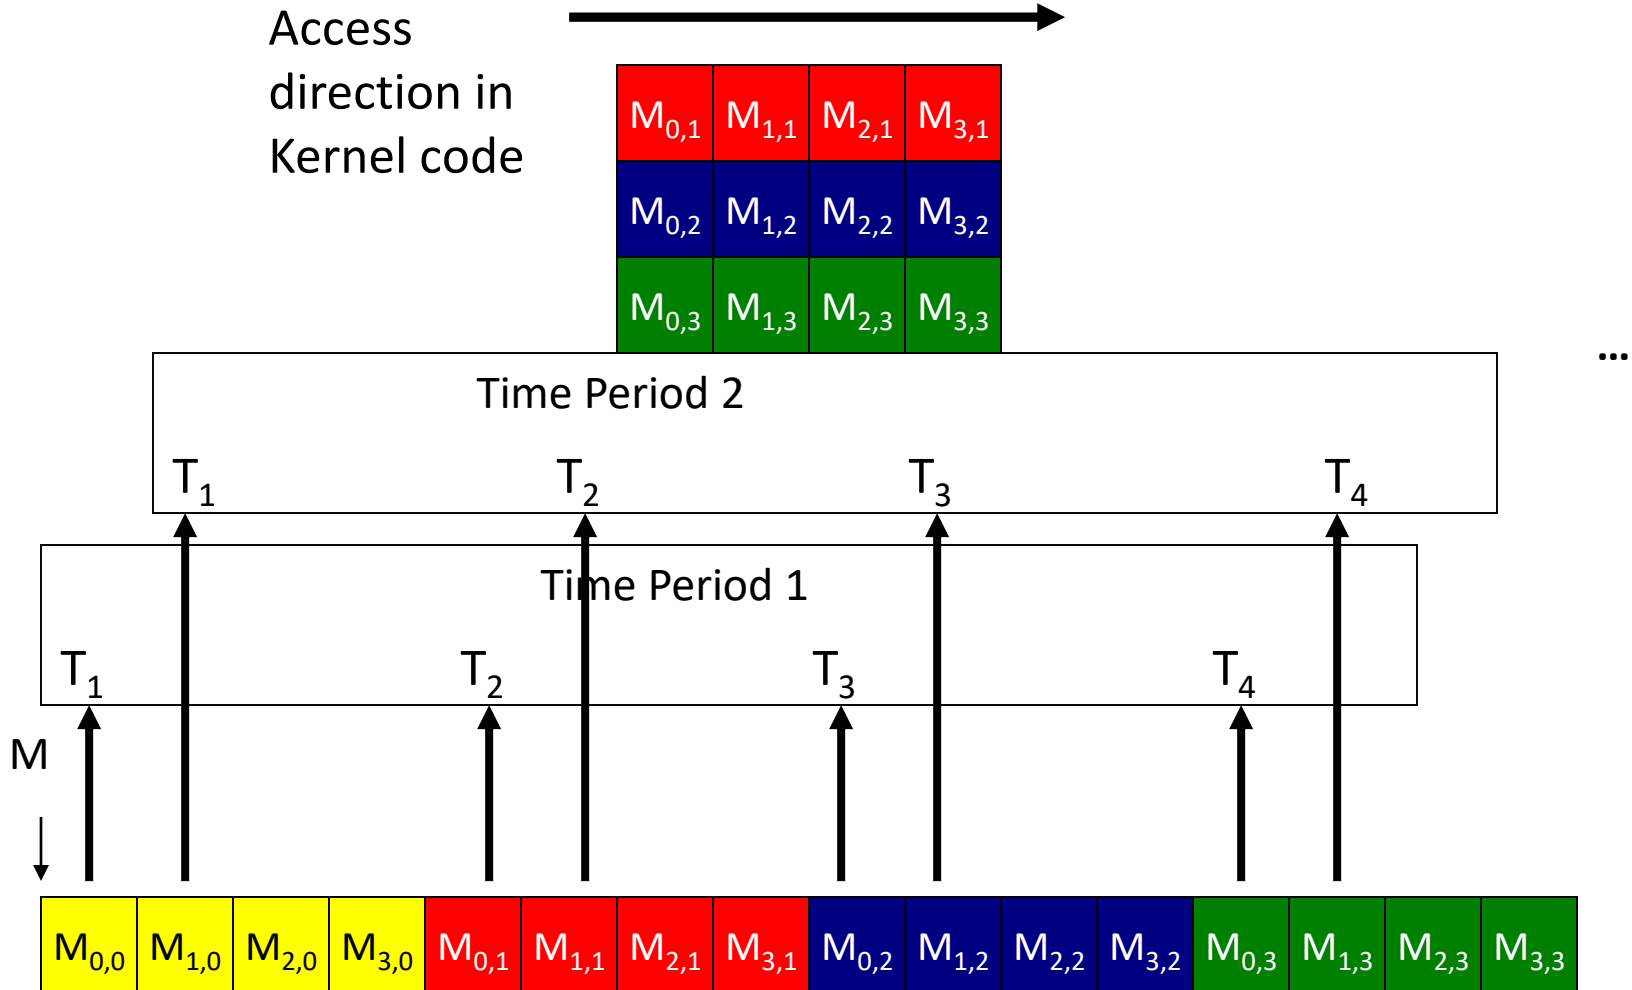 Access
direction in
Kernel code
M0,1 M1,1 M2,1 M3,1
M0,2 M1,2 M2,2 M3,2
M0,3 M1,3 M2,3 M3,3
...
Time Period 2
T1 T2 T3 T4
Time Period 1
T1 T2 T3 T4
M
M0,0 M1,0 M2,0 M3,0 M0,1 M1,1 M2,1 M3,1 M0,2 M1,2 M2,2 M3,2 M0,3 M1,3 M2,3 M3,3